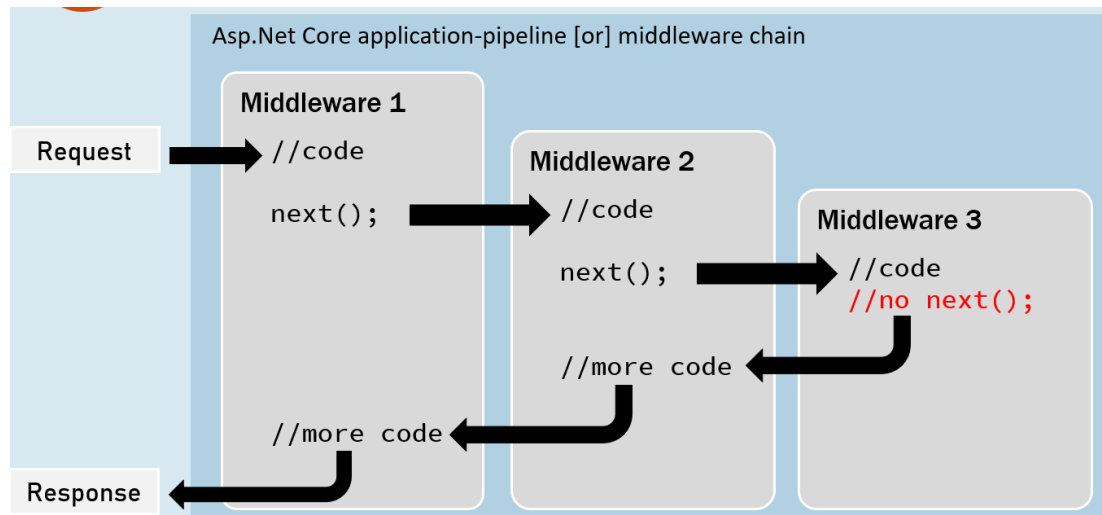 Asp.Net Core application-pipeline [or] middleware chain
Middleware 1
Request
//code
next();
//more code
Response
Middleware 2
//code
next();
//more code
Middleware 3
//code
//no next();